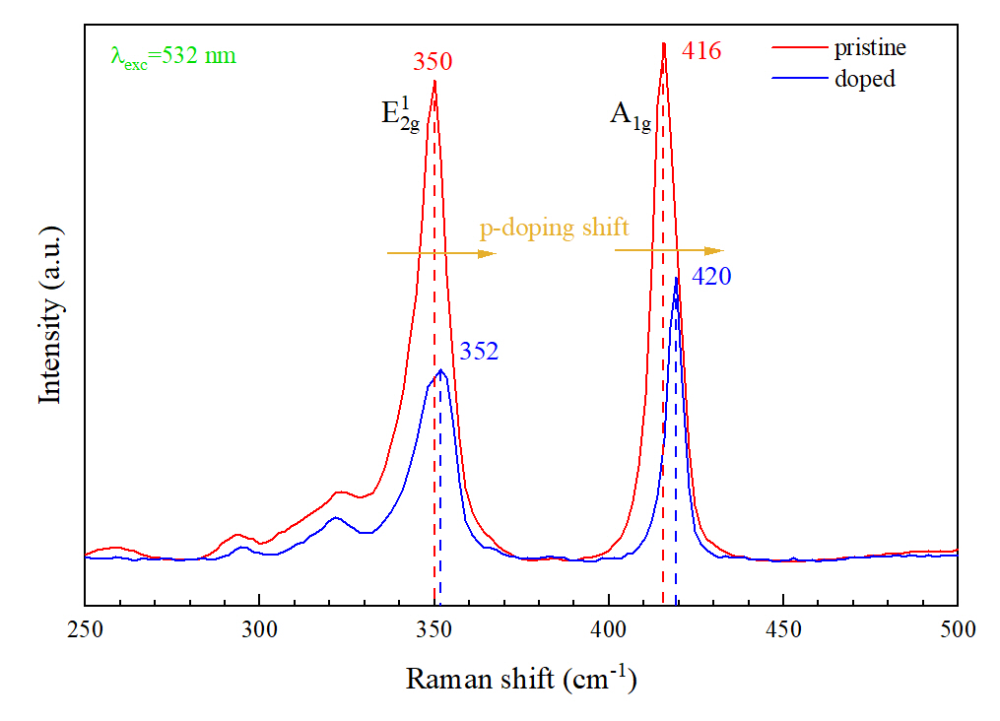 λexc=532 nm
350
416
pristine
doped
E¹2g
A1g
p-doping shift
420
352
Intensity (a.u.)
250 300 350 400 450 500
Raman shift (cm⁻¹)